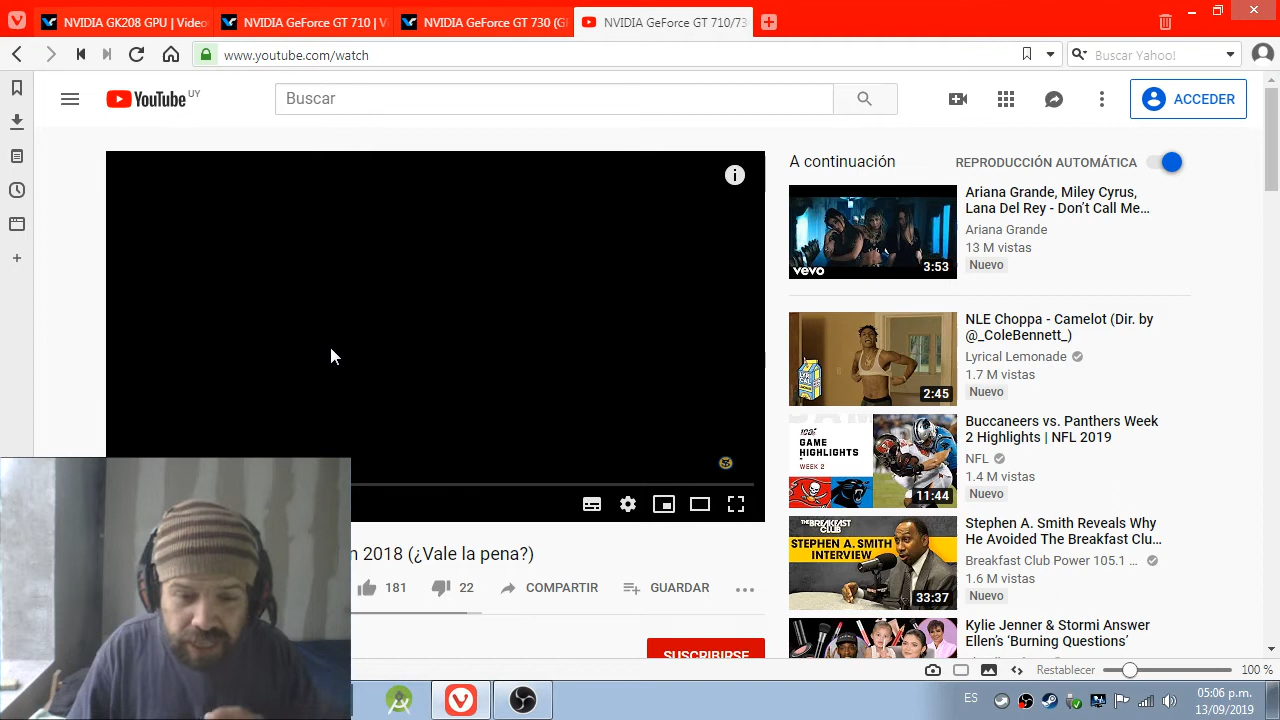 NVIDIA GK208 GPU | Video
NVIDIA GeForce GT 710 | Vi
NVIDIA GeForce GT 730 (GF
NVIDIA GeForce GT 710/73
www.youtube.com/watch
Buscar Yahoo!
YouTube UY
Buscar
ACCEDER
A continuación
REPRODUCCIÓN AUTOMÁTICA
Ariana Grande, Miley Cyrus,
Lana Del Rey - Don't Call Me…
Ariana Grande
13 M vistas
Nuevo
vevo
3:53
NLE Choppa - Camelot (Dir. by
@_ColeBennett_)
Lyrical Lemonade
1.7 M vistas
Nuevo
2:45
Buccaneers vs. Panthers Week
2 Highlights | NFL 2019
NFL
1.4 M vistas
Nuevo
GAME
HIGHLIGHTS
WEEK 2
11:44
Stephen A. Smith Reveals Why
He Avoided The Breakfast Clu…
Breakfast Club Power 105.1 ...
1.6 M vistas
Nuevo
THE BREAKFAST CLUB
STEPHEN A. SMITH
INTERVIEW
33:37
Kylie Jenner & Stormi Answer
Ellen's 'Burning Questions'
n 2018 (¿Vale la pena?)
181
22
COMPARTIR
GUARDAR
SUSCRIBIRSE
Restablecer
100 %
ES
05:06 p.m.
13/09/2019